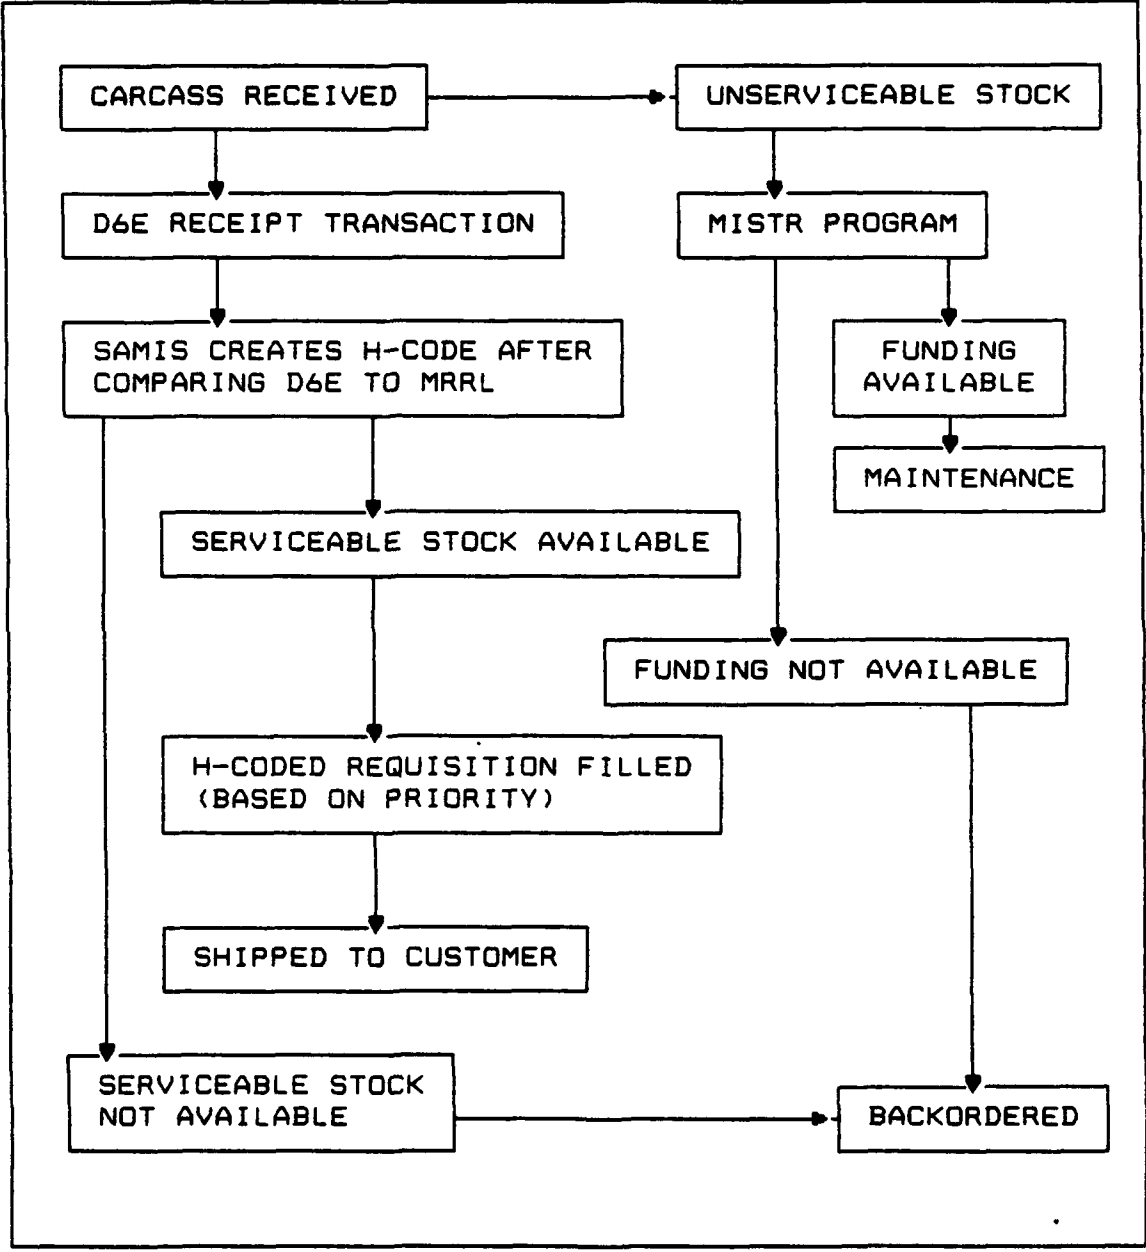 CARCASS RECEIVED
UNSERVICEABLE STOCK
D6E RECEIPT TRANSACTION
MISTR PROGRAM
SAMIS CREATES H-CODE AFTER
COMPARING D6E TO MRRL
FUNDING
AVAILABLE
MAINTENANCE
SERVICEABLE STOCK AVAILABLE
FUNDING NOT AVAILABLE
H-CODED REQUISITION FILLED
(BASED ON PRIORITY)
SHIPPED TO CUSTOMER
SERVICEABLE STOCK
NOT AVAILABLE
BACKORDERED